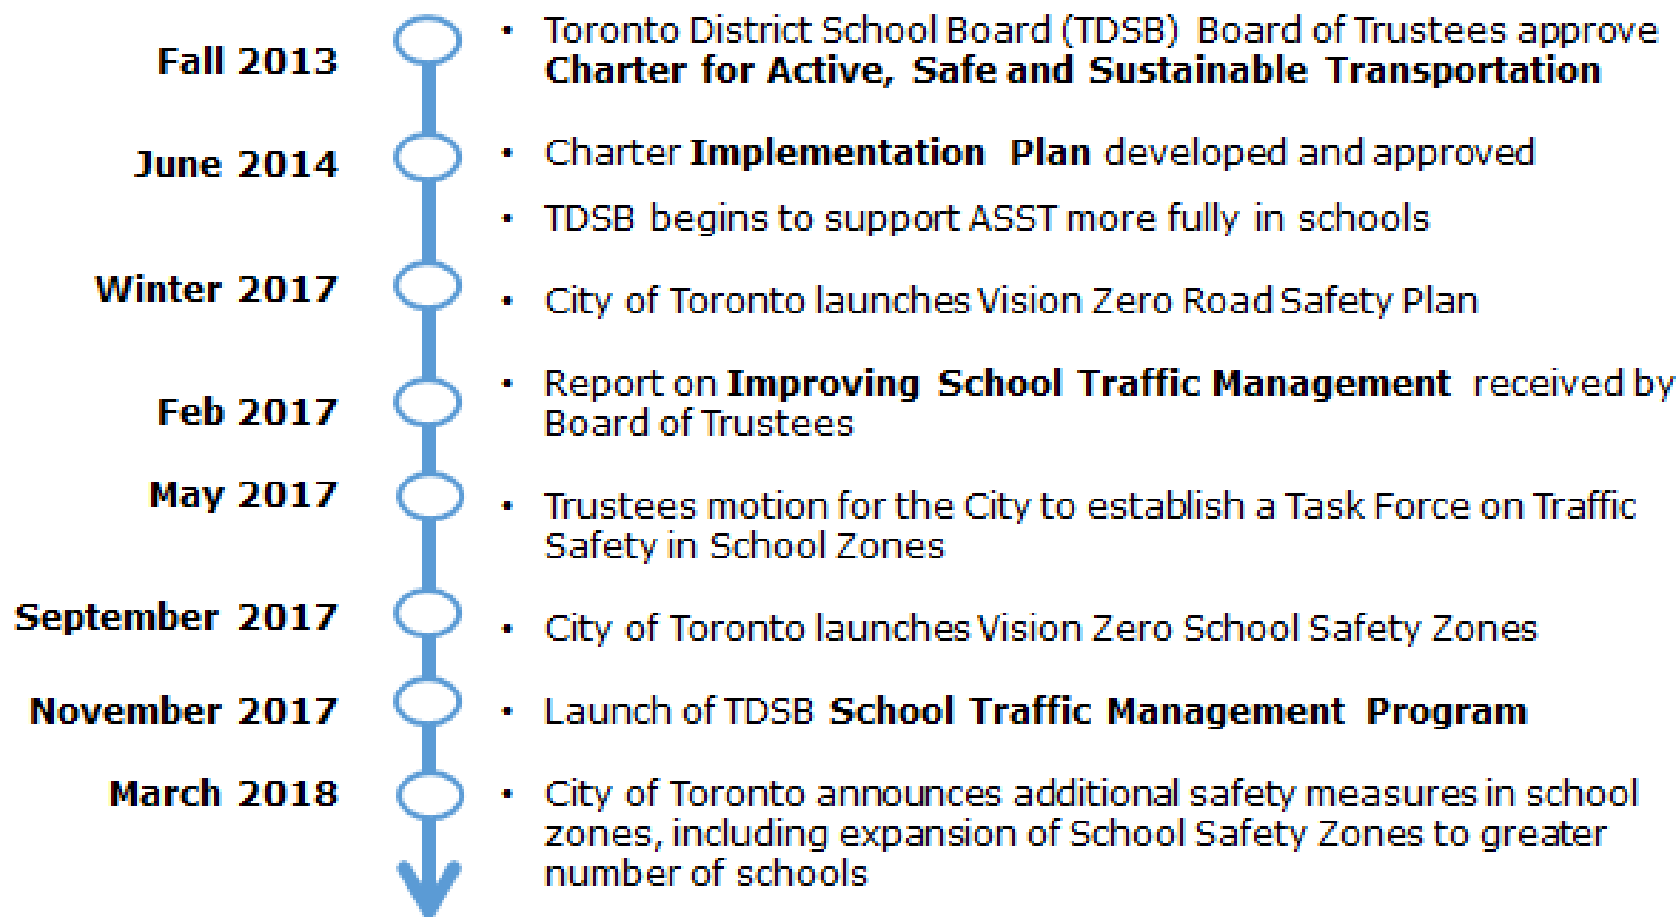 Fall 2013
• Toronto District School Board (TDSB) Board of Trustees approve
Charter for Active, Safe and Sustainable Transportation
June 2014
• Charter Implementation Plan developed and approved
• TDSB begins to support ASST more fully in schools
Winter 2017
• City of Toronto launches Vision Zero Road Safety Plan
Feb 2017
• Report on Improving School Traffic Management received by
Board of Trustees
May 2017
• Trustees motion for the City to establish a Task Force on Traffic
Safety in School Zones
September 2017
• City of Toronto launches Vision Zero School Safety Zones
November 2017
• Launch of TDSB School Traffic Management Program
March 2018
• City of Toronto announces additional safety measures in school
zones, including expansion of School Safety Zones to greater
number of schools